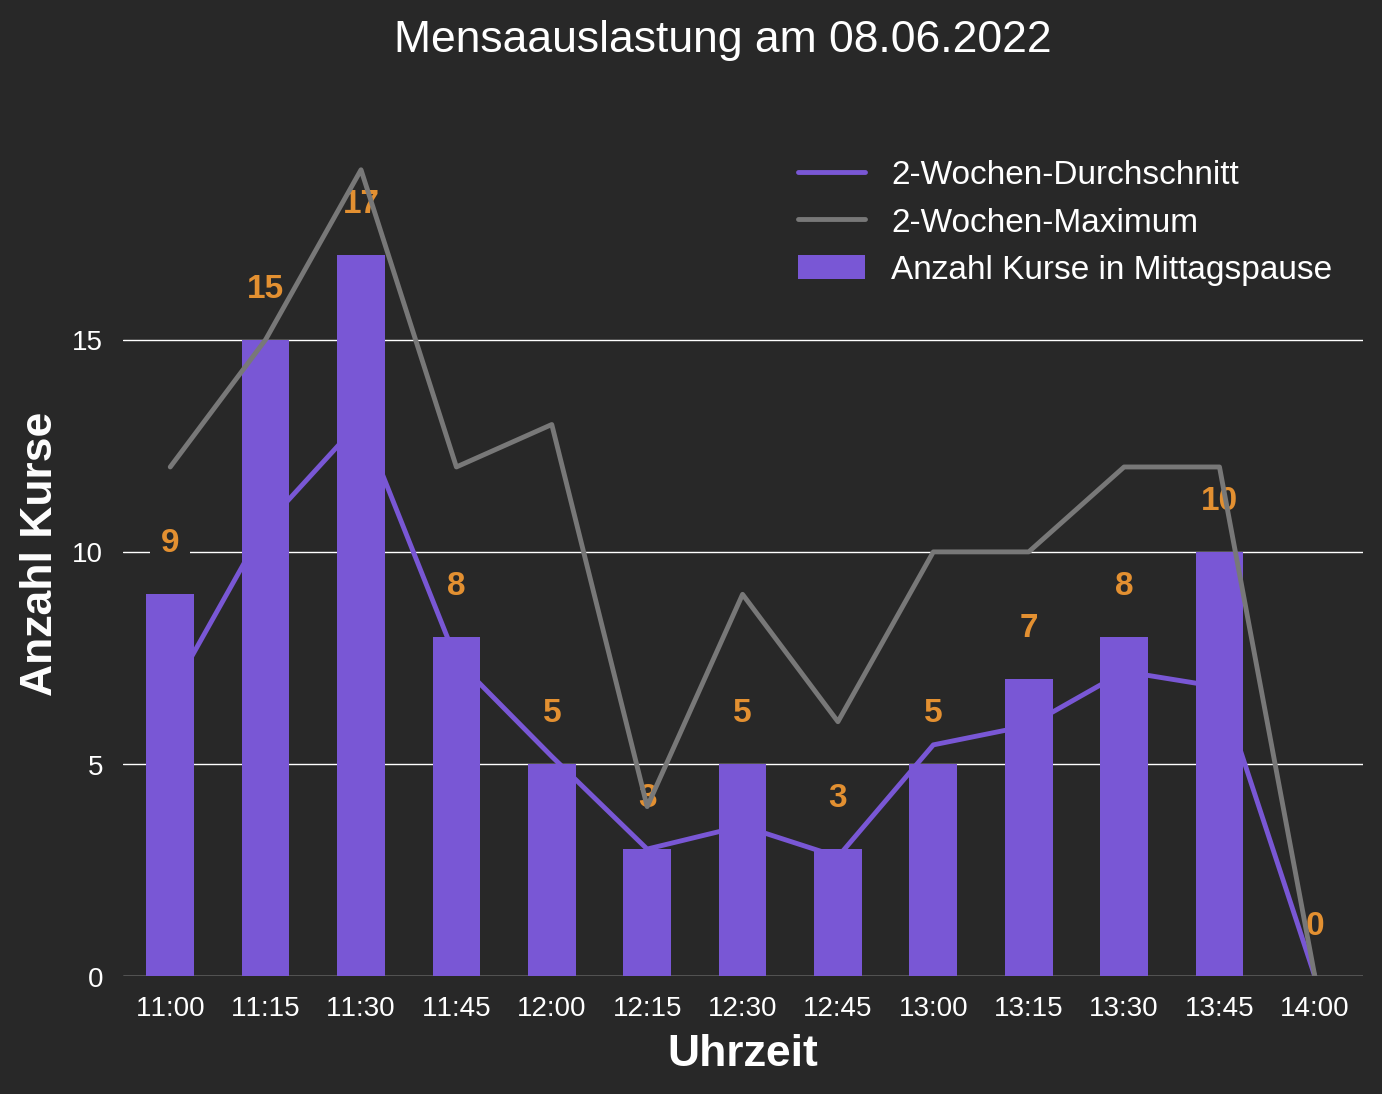 Mensaauslastung am 08.06.2022
2-Wochen-Durchschnitt
2-Wochen-Maximum
Anzahl Kurse in Mittagspause
17
15
15
10
10
9
8
8
7
5
5
5
5
3
3
0
0
11:00 11:15 11:30 11:45 12:00 12:15 12:30 12:45 13:00 13:15 13:30 13:45 14:00
Anzahl Kurse
Uhrzeit